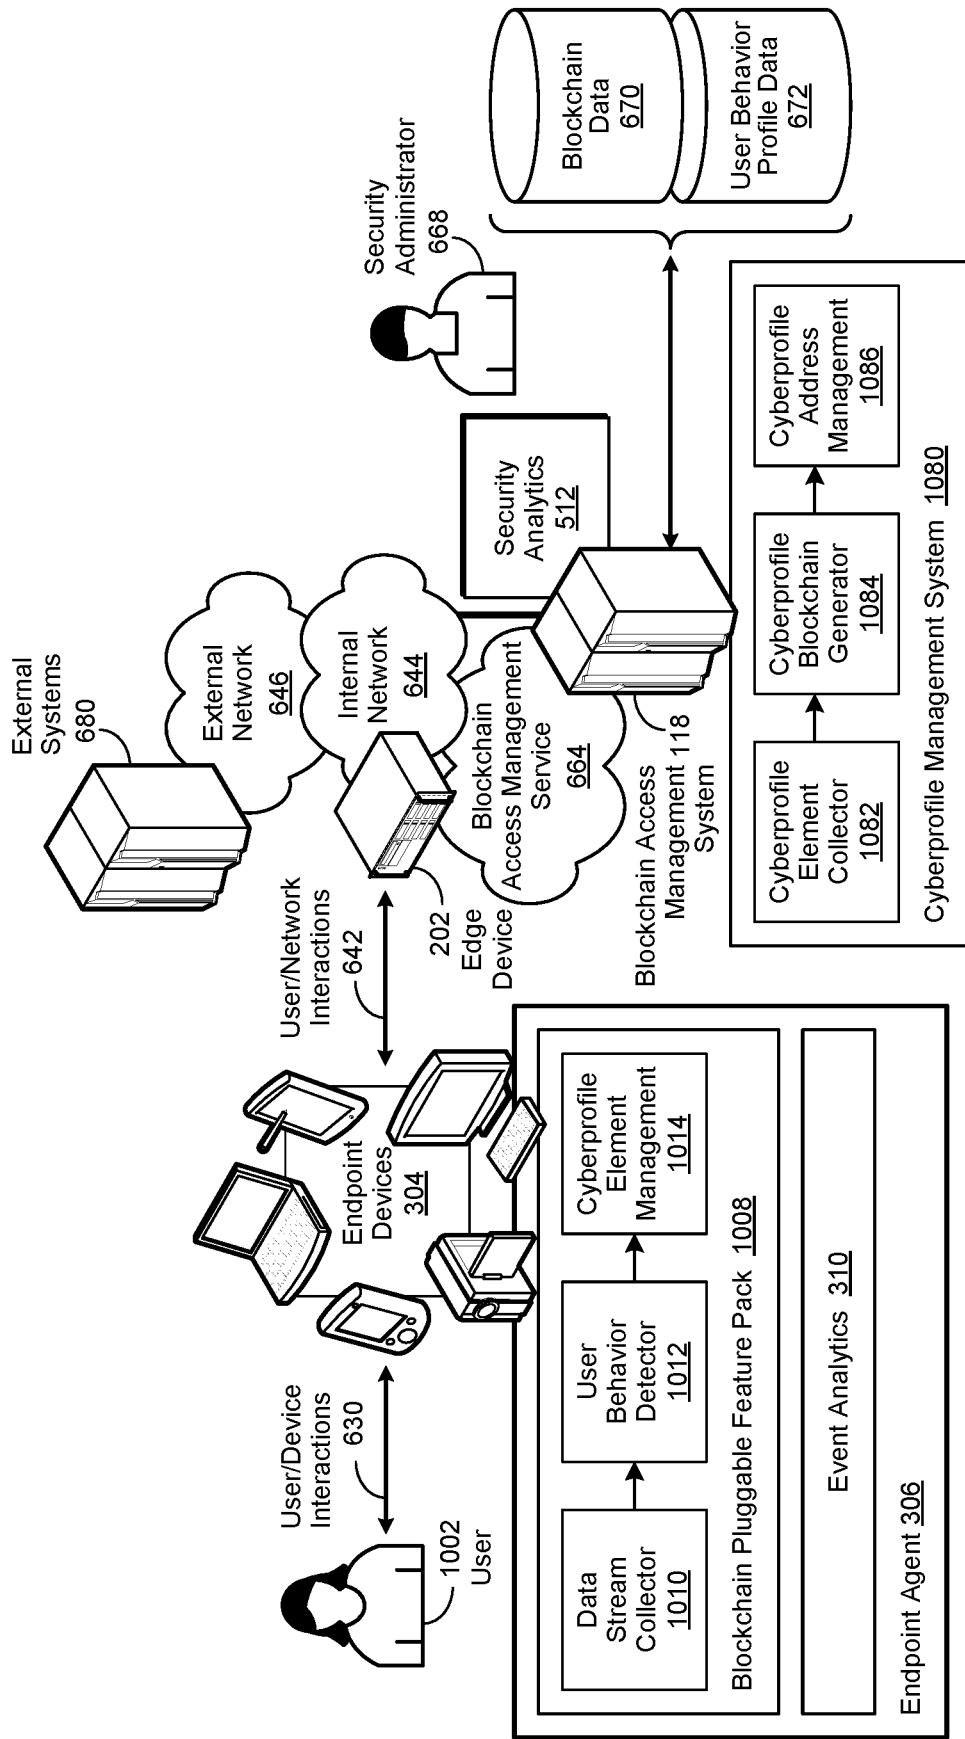 External
Systems
680
External
Network
646
Internal
Network
644
Security
Administrator
668
User/Device
Interactions
630
1002
User
Endpoint
Devices
304
User/Network
Interactions
642
202
Edge
Device
Blockchain
Access Management
Service
664
Security
Analytics
512
Blockchain
Data
670
User Behavior
Profile Data
672
Blockchain Access
Management 118
System
Data
Stream
Collector
1010
User
Behavior
Detector
1012
Cyberprofile
Element
Management
1014
Blockchain Pluggable Feature Pack 1008
Event Analytics 310
Endpoint Agent 306
Cyberprofile
Element
Collector
1082
Cyberprofile
Blockchain
Generator
1084
Cyberprofile
Address
Management
1086
Cyberprofile Management System 1080